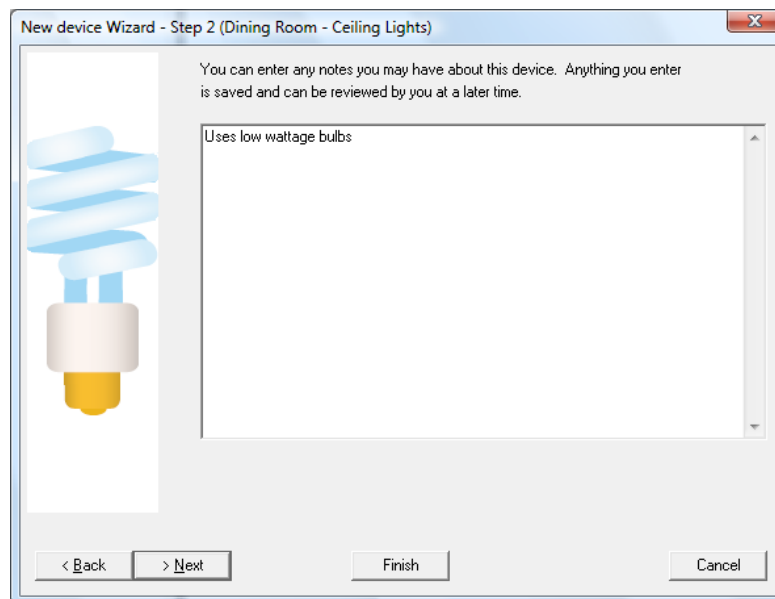 New device Wizard - Step 2 (Dining Room - Ceiling Lights)
You can enter any notes you may have about this device.  Anything you enter
is saved and can be reviewed by you at a later time.
Uses low wattage bulbs
< Back
> Next
Finish
Cancel